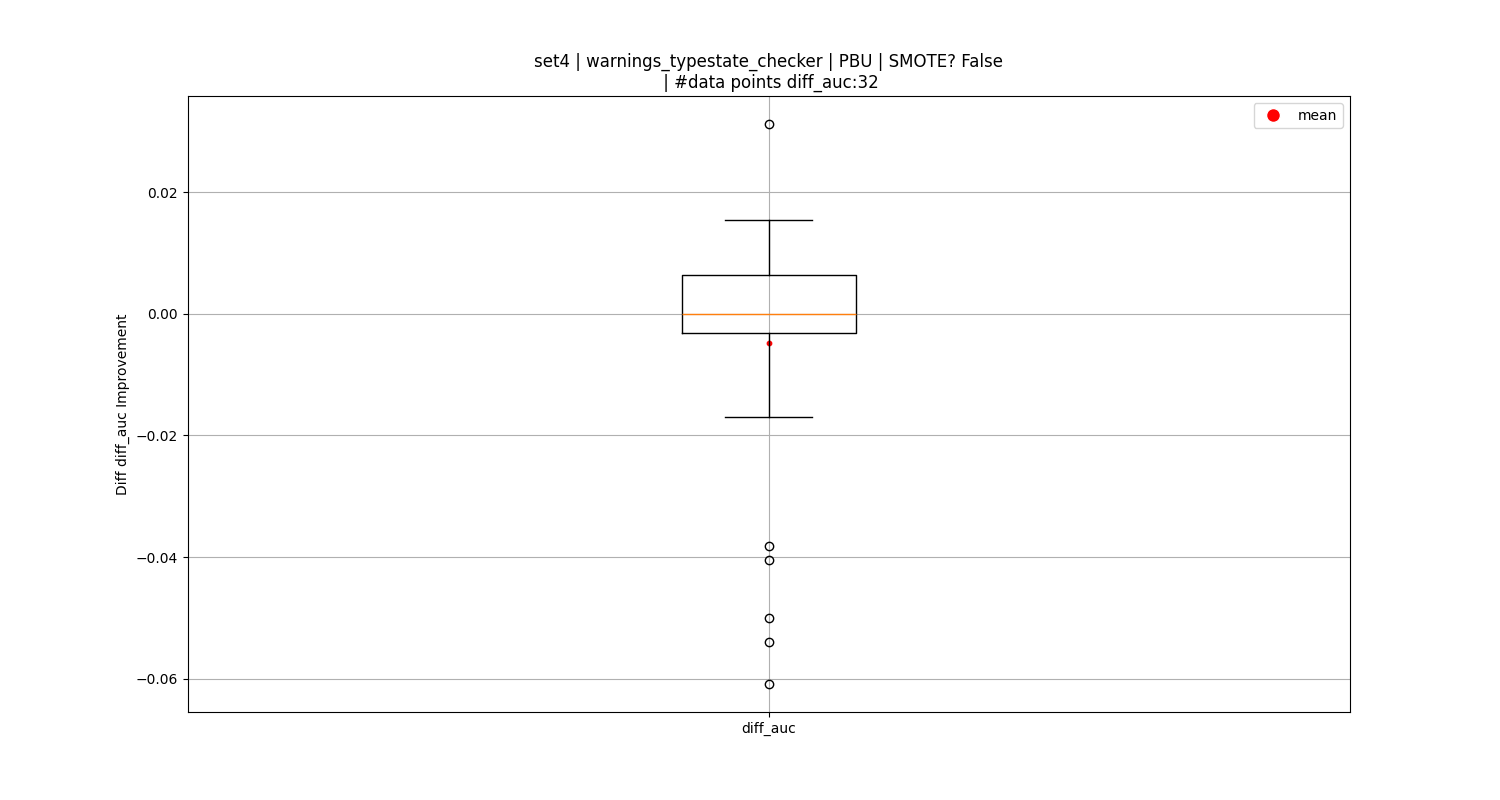 set4 | warnings_typestate_checker | PBU | SMOTE? False
| #data points diff_auc:32
mean
0.02
0.00
−0.02
−0.04
−0.06
Diff diff_auc Improvement
diff_auc